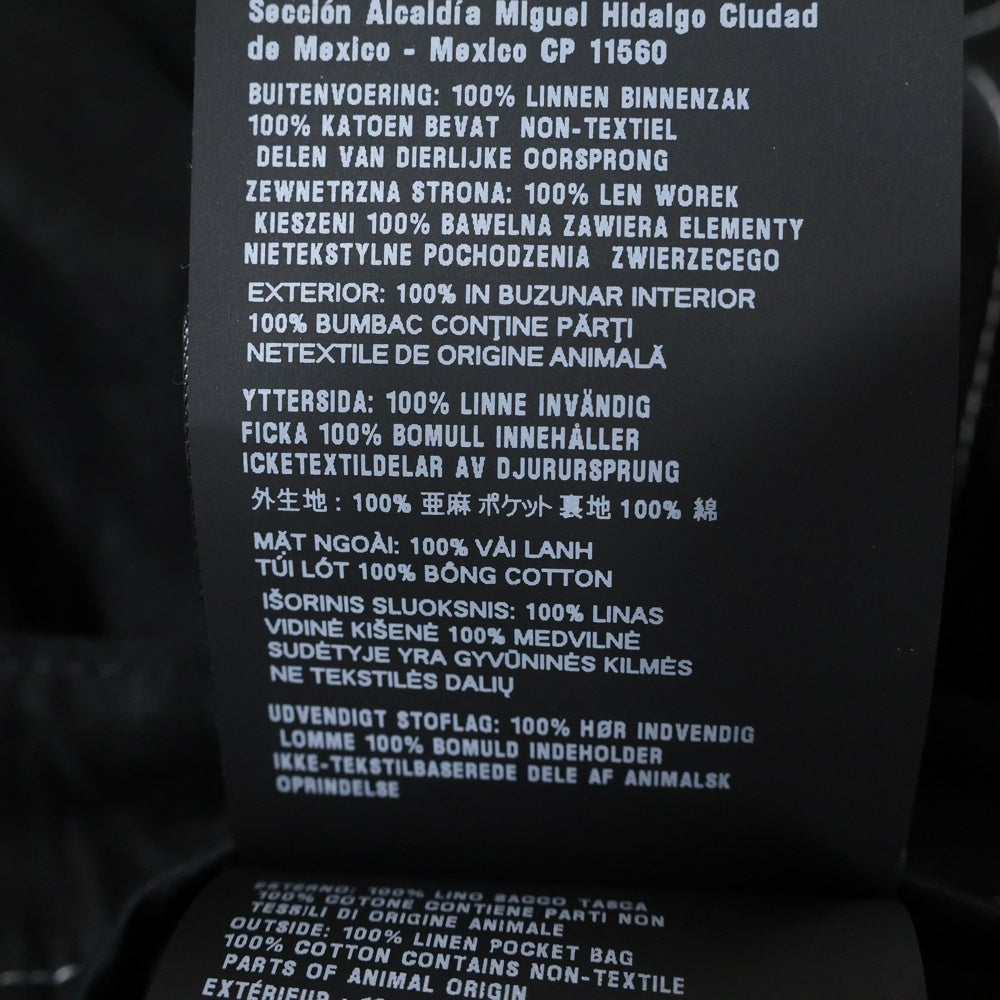 Sección Alcaldía Miguel Hidalgo Ciudad
de Mexico - Mexico CP 11560
BUITENVOERING: 100% LINNEN BINNENZAK
100% KATOEN BEVAT NON-TEXTIEL
DELEN VAN DIERLIJKE OORSPRONG
ZEWNETRZNA STRONA: 100% LEN WOREK
KIESZENI 100% BAWELNA ZAWIERA ELEMENTY
NIETEKSTYLNE POCHODZENIA ZWIERZECEGO
EXTERIOR: 100% IN BUZUNAR INTERIOR
100% BUMBAC CONŢINE PĂRŢI
NETEXTILE DE ORIGINE ANIMALĂ
YTTERSIDA: 100% LINNE INVÄNDIG
FICKA 100% BOMULL INNEHÅLLER
ICKETEXTILDELAR AV DJURURSPRUNG
外生地 : 100% 亜麻 ポケット 裏地 100% 綿
MẶT NGOÀI: 100% VẢI LANH
TÚI LÓT 100% BÔNG COTTON
IŠORINIS SLUOKSNIS: 100% LINAS
VIDINĖ KIŠENĖ 100% MEDVILNĖ
SUDĖTYJE YRA GYVŪNINĖS KILMĖS
NE TEKSTILĖS DALIŲ
UDVENDIGT STOFLAG: 100% HØR INDVENDIG
LOMME 100% BOMULD INDEHOLDER
IKKE-TEKSTILBASEREDE DELE AF ANIMALSK
OPRINDELSE
ESTERNO: 100% LINO SACCO TASCA
100% COTONE CONTIENE PARTI NON
TESSILI DI ORIGINE ANIMALE
OUTSIDE: 100% LINEN POCKET BAG
100% COTTON CONTAINS NON-TEXTILE
PARTS OF ANIMAL ORIGIN
EXTÉRIEUR :